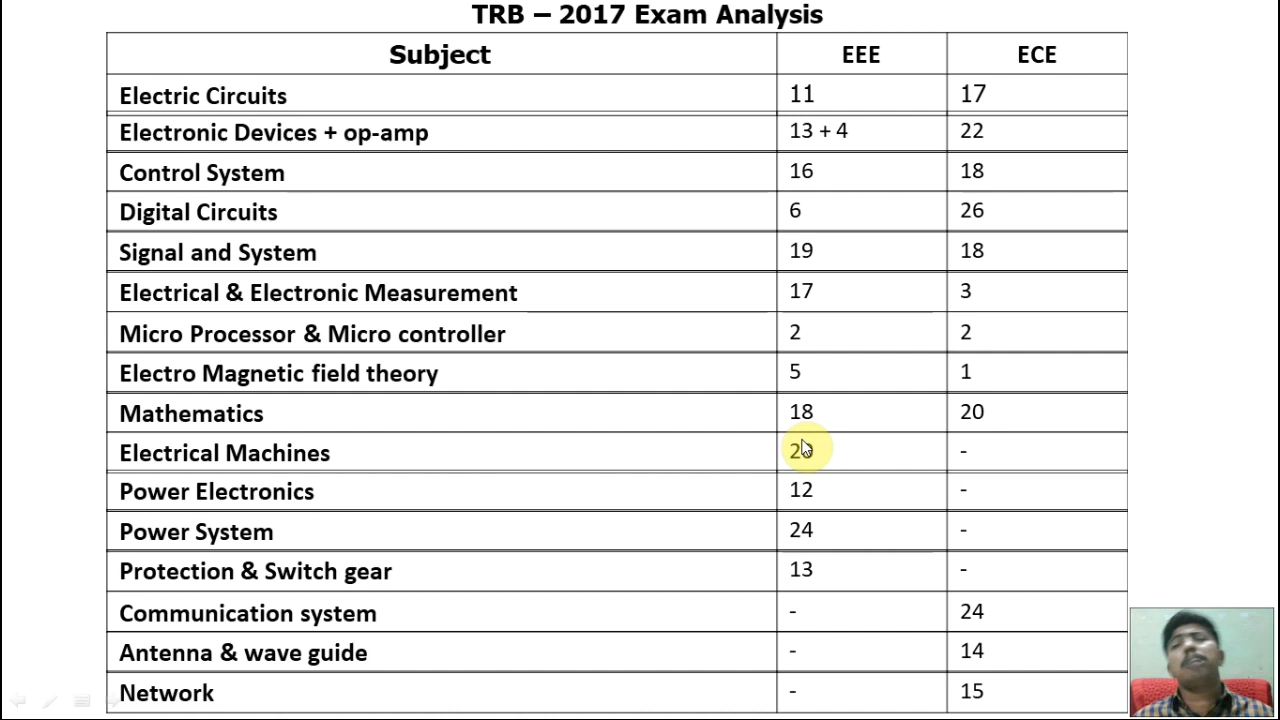 TRB – 2017 Exam Analysis
Subject EEE ECE
Electric Circuits 11 17
Electronic Devices + op-amp 13 + 4 22
Control System 16 18
Digital Circuits 6 26
Signal and System 19 18
Electrical & Electronic Measurement 17 3
Micro Processor & Micro controller 2 2
Electro Magnetic field theory 5 1
Mathematics 18 20
Electrical Machines -
Power Electronics 12 -
Power System 24 -
Protection & Switch gear 13 -
Communication system - 24
Antenna & wave guide - 14
Network - 15